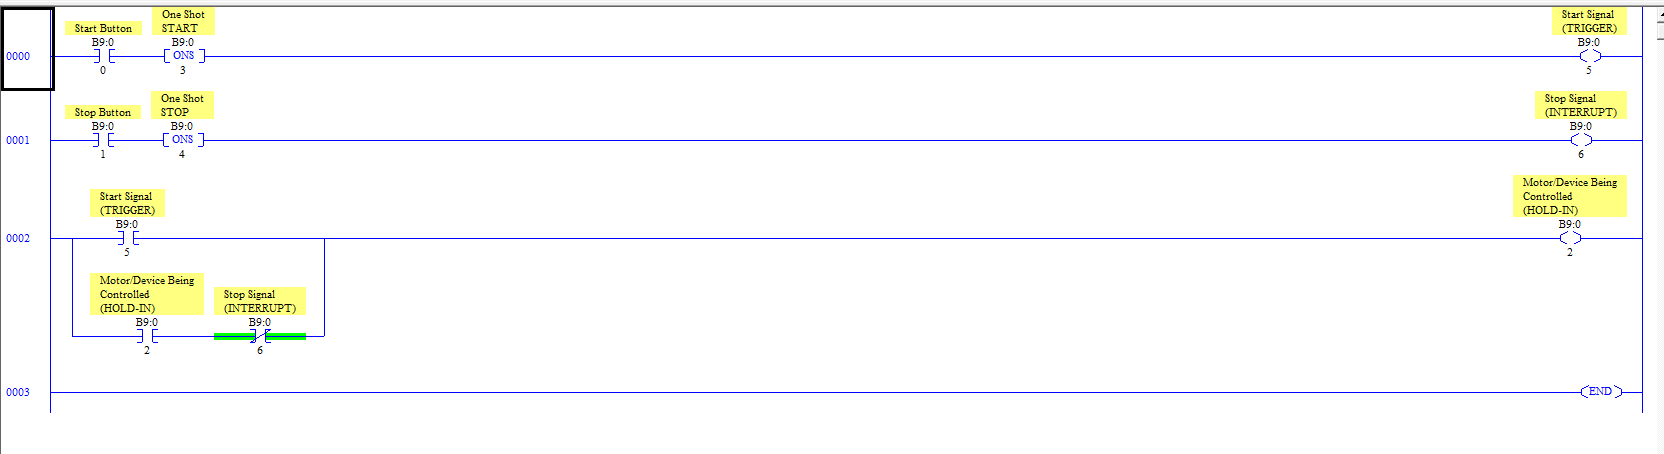 Start Button
One Shot
START
Start Signal
(TRIGGER)
B9:0
B9:0
B9:0
0000
ONS
0
3
5
Stop Button
One Shot
STOP
Stop Signal
(INTERRUPT)
B9:0
B9:0
B9:0
0001
ONS
1
4
6
Start Signal
(TRIGGER)
Motor/Device Being
Controlled
(HOLD-IN)
B9:0
B9:0
0002
5
2
Motor/Device Being
Controlled
(HOLD-IN)
Stop Signal
(INTERRUPT)
B9:0
B9:0
2
6
0003
END